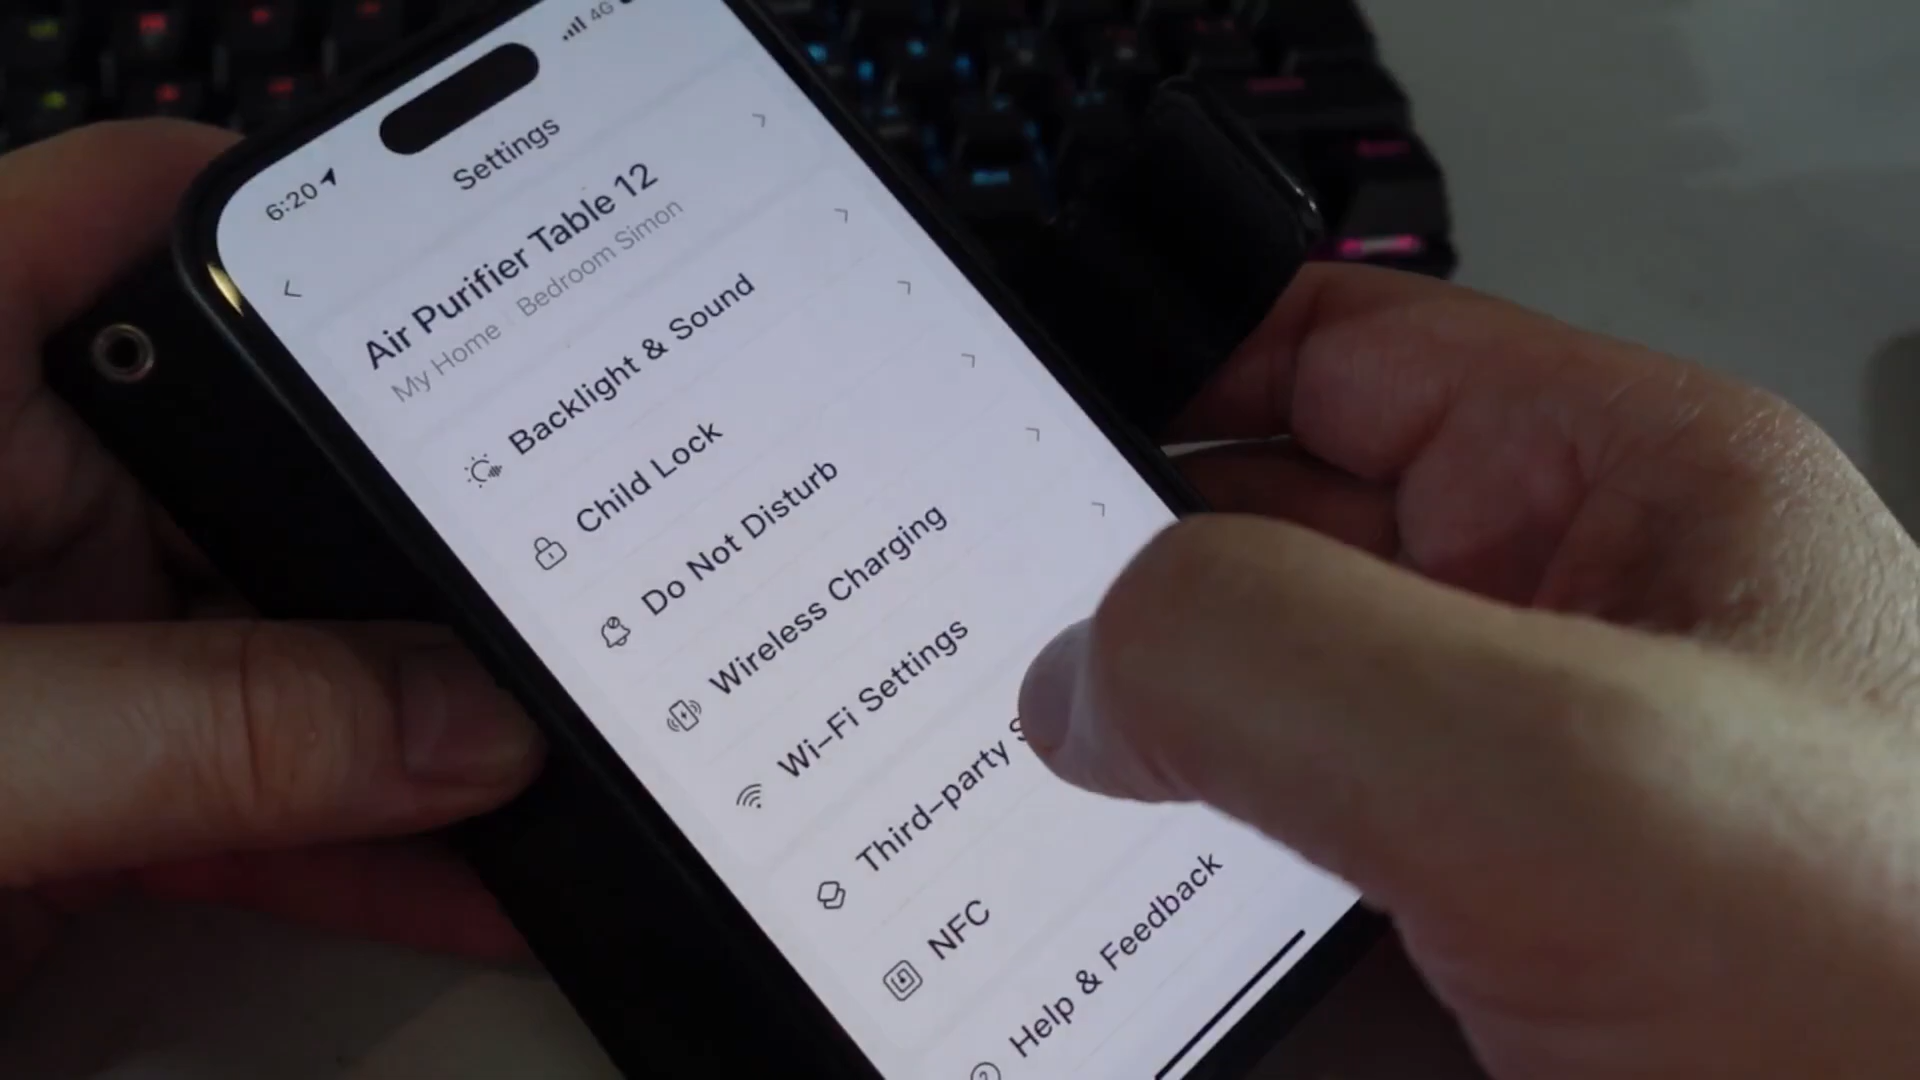 6:20
4G
Settings
Air Purifier Table 12
My Home Bedroom Simon
Backlight & Sound
Child Lock
Do Not Disturb
Wireless Charging
Wi-Fi Settings
Third-party
NFC
Help & Feedback